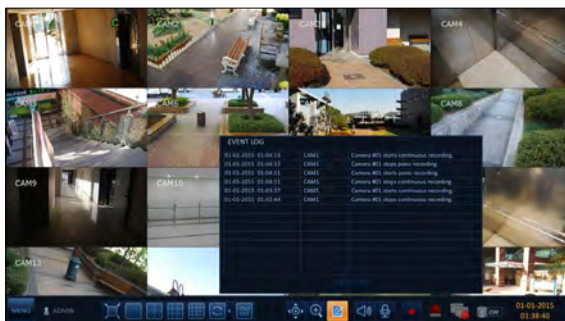 CAM1
C
CAM2
CAM3
CAM4
CAM5
CAM6
CAM8
EVENT LOG
01-01-2015 01:04:13 CAM1 Camera #01 starts continuous recording.
01-01-2015 01:04:13 CAM1 Camera #01 stops panic recording.
01-01-2015 01:04:11 CAM1 Camera #01 starts panic recording.
01-01-2015 01:04:11 CAM1 Camera #01 stops continuous recording.
01-01-2015 01:03:37 CAM1 Camera #01 starts continuous recording.
01-01-2015 01:02:44 CAM1 Camera #01 stops continuous recording.
CAM9
CAM10
CAM13
MENU
ADMIN
01-01-2015
01:38:40